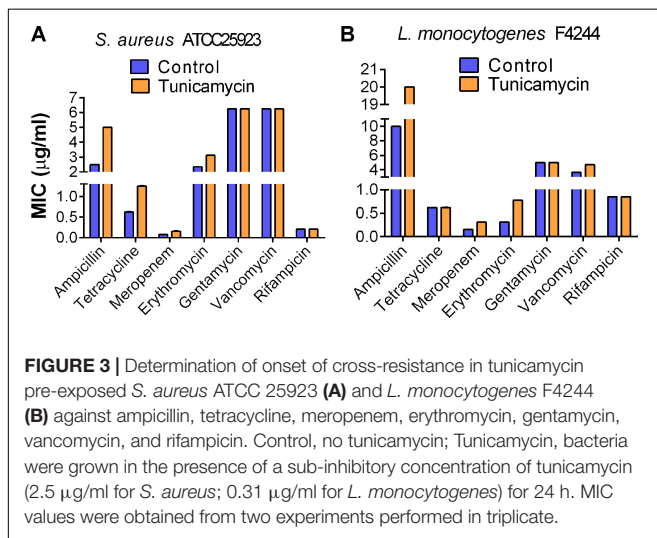 A
S. aureus ATCC25923
Control
Tunicamycin
MIC (µg/ml)
7
6
5
4
3
2
1.0
0.5
0.0
Ampicillin
Tetracycline
Meropenem
Erythromycin
Gentamycin
Vancomycin
Rifampicin
B
L. monocytogenes F4244
Control
Tunicamycin
21
20
19
10
8
6
4
1.0
0.5
0.0
Ampicillin
Tetracycline
Meropenem
Erythromycin
Gentamycin
Vancomycin
Rifampicin
FIGURE 3 | Determination of onset of cross-resistance in tunicamycin
pre-exposed S. aureus ATCC 25923 (A) and L. monocytogenes F4244
(B) against ampicillin, tetracycline, meropenem, erythromycin, gentamycin,
vancomycin, and rifampicin. Control, no tunicamycin; Tunicamycin, bacteria
were grown in the presence of a sub-inhibitory concentration of tunicamycin
(2.5 µg/ml for S. aureus; 0.31 µg/ml for L. monocytogenes) for 24 h. MIC
values were obtained from two experiments performed in triplicate.